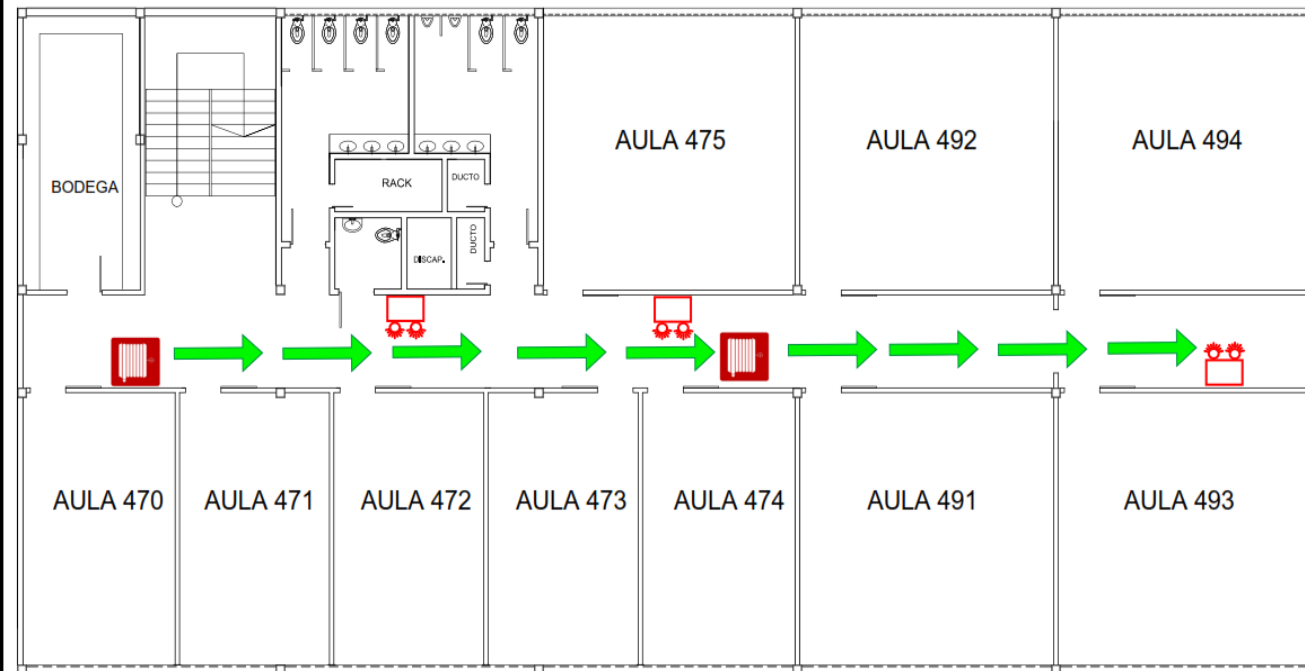 AULA 475
AULA 492
AULA 494
BODEGA
RACK
DUCTO
DUCTO
DISCAP.
AULA 470
AULA 471
AULA 472
AULA 473
AULA 474
AULA 491
AULA 493